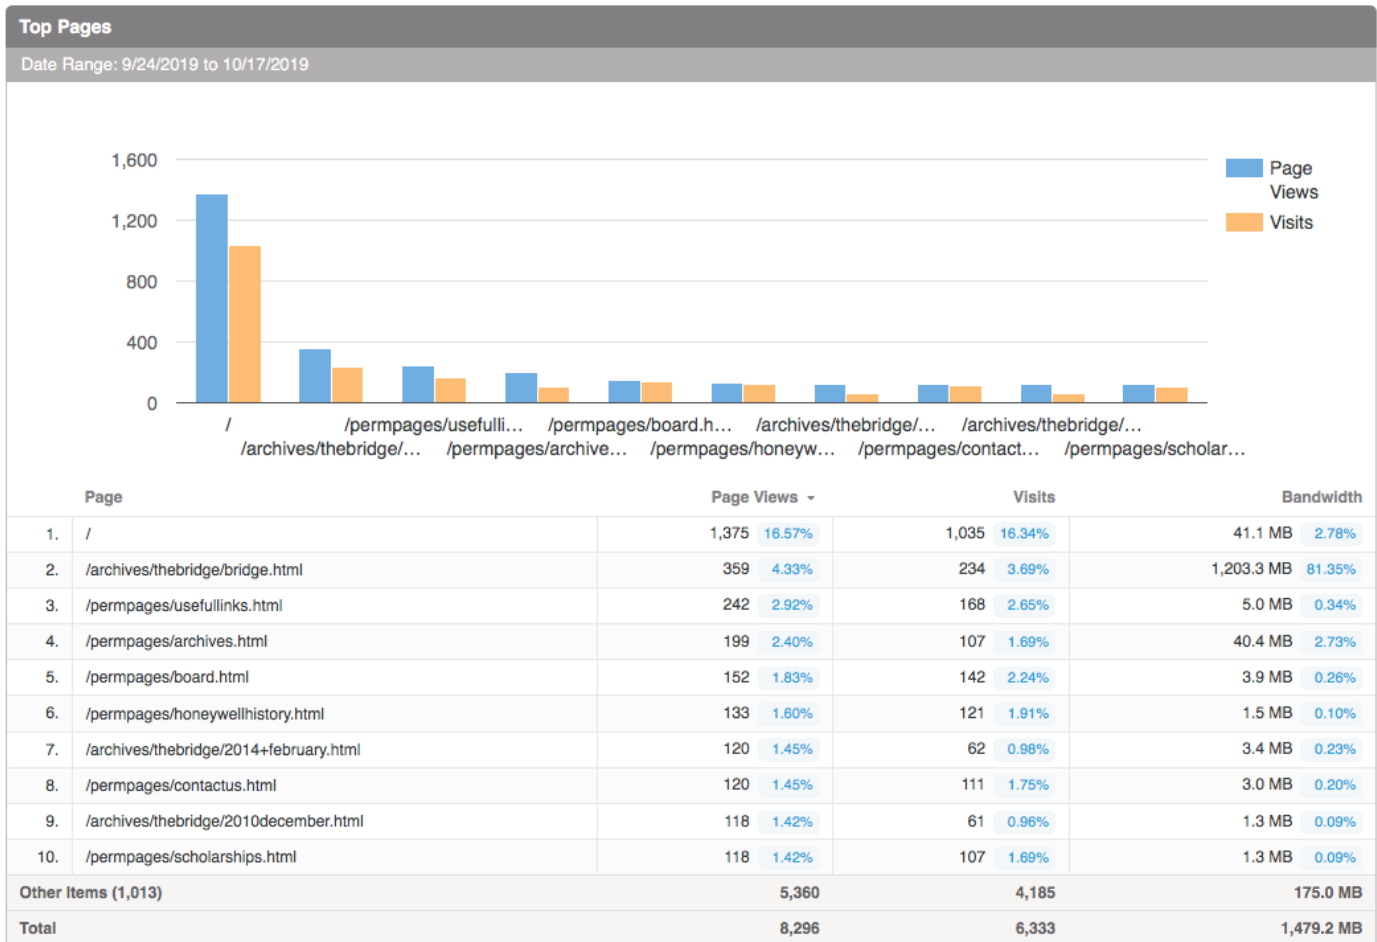 Top Pages
Date Range: 9/24/2019 to 10/17/2019
1,600
1,200
800
400
0
Page
Views
Visits
/
/permpages/usefulli...
/permpages/board.h...
/archives/thebridge/...
/archives/thebridge/...
/archives/thebridge/...
/permpages/archive...
/permpages/honeyw...
/permpages/contact...
/permpages/scholar...
Page Page Views Visits Bandwidth
1. / 1,375 16.57% 1,035 16.34% 41.1 MB 2.78%
2. /archives/thebridge/bridge.html 359 4.33% 234 3.69% 1,203.3 MB 81.35%
3. /permpages/usefullinks.html 242 2.92% 168 2.65% 5.0 MB 0.34%
4. /permpages/archives.html 199 2.40% 107 1.69% 40.4 MB 2.73%
5. /permpages/board.html 152 1.83% 142 2.24% 3.9 MB 0.26%
6. /permpages/honeywellhistory.html 133 1.60% 121 1.91% 1.5 MB 0.10%
7. /archives/thebridge/2014+february.html 120 1.45% 62 0.98% 3.4 MB 0.23%
8. /permpages/contactus.html 120 1.45% 111 1.75% 3.0 MB 0.20%
9. /archives/thebridge/2010december.html 118 1.42% 61 0.96% 1.3 MB 0.09%
10. /permpages/scholarships.html 118 1.42% 107 1.69% 1.3 MB 0.09%
Other Items (1,013) 5,360 4,185 175.0 MB
Total 8,296 6,333 1,479.2 MB